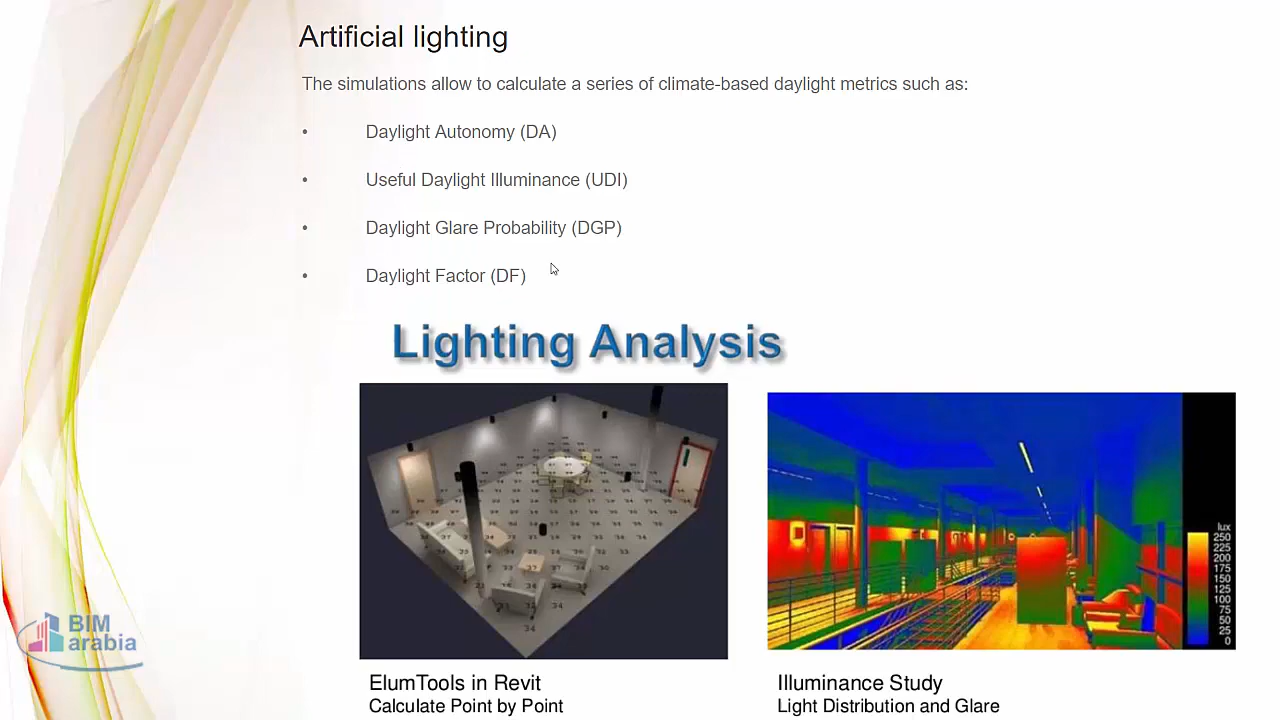 Artificial lighting
The simulations allow to calculate a series of climate-based daylight metrics such as:
• Daylight Autonomy (DA)
• Useful Daylight Illuminance (UDI)
• Daylight Glare Probability (DGP)
• Daylight Factor (DF)
Lighting Analysis
lux
250
225
200
175
150
125
100
75
50
25
0
BIM
arabia
ElumTools in Revit
Calculate Point by Point
Illuminance Study
Light Distribution and Glare